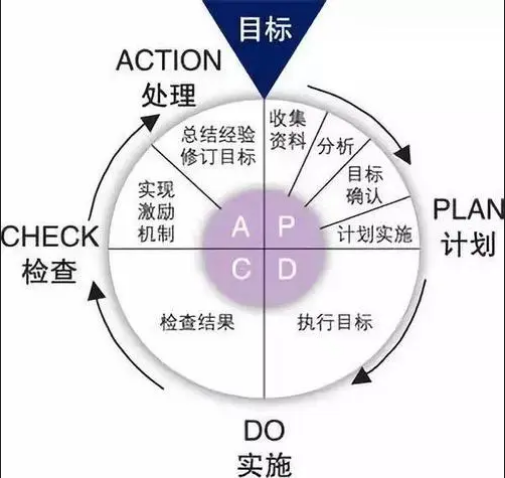 目标
ACTION
处理
总结经验
修订目标
收集
资料
分析
目标
确认
计划实施
PLAN
计划
实现
激励
机制
CHECK
检查
A P
C D
检查结果
执行目标
DO
实施